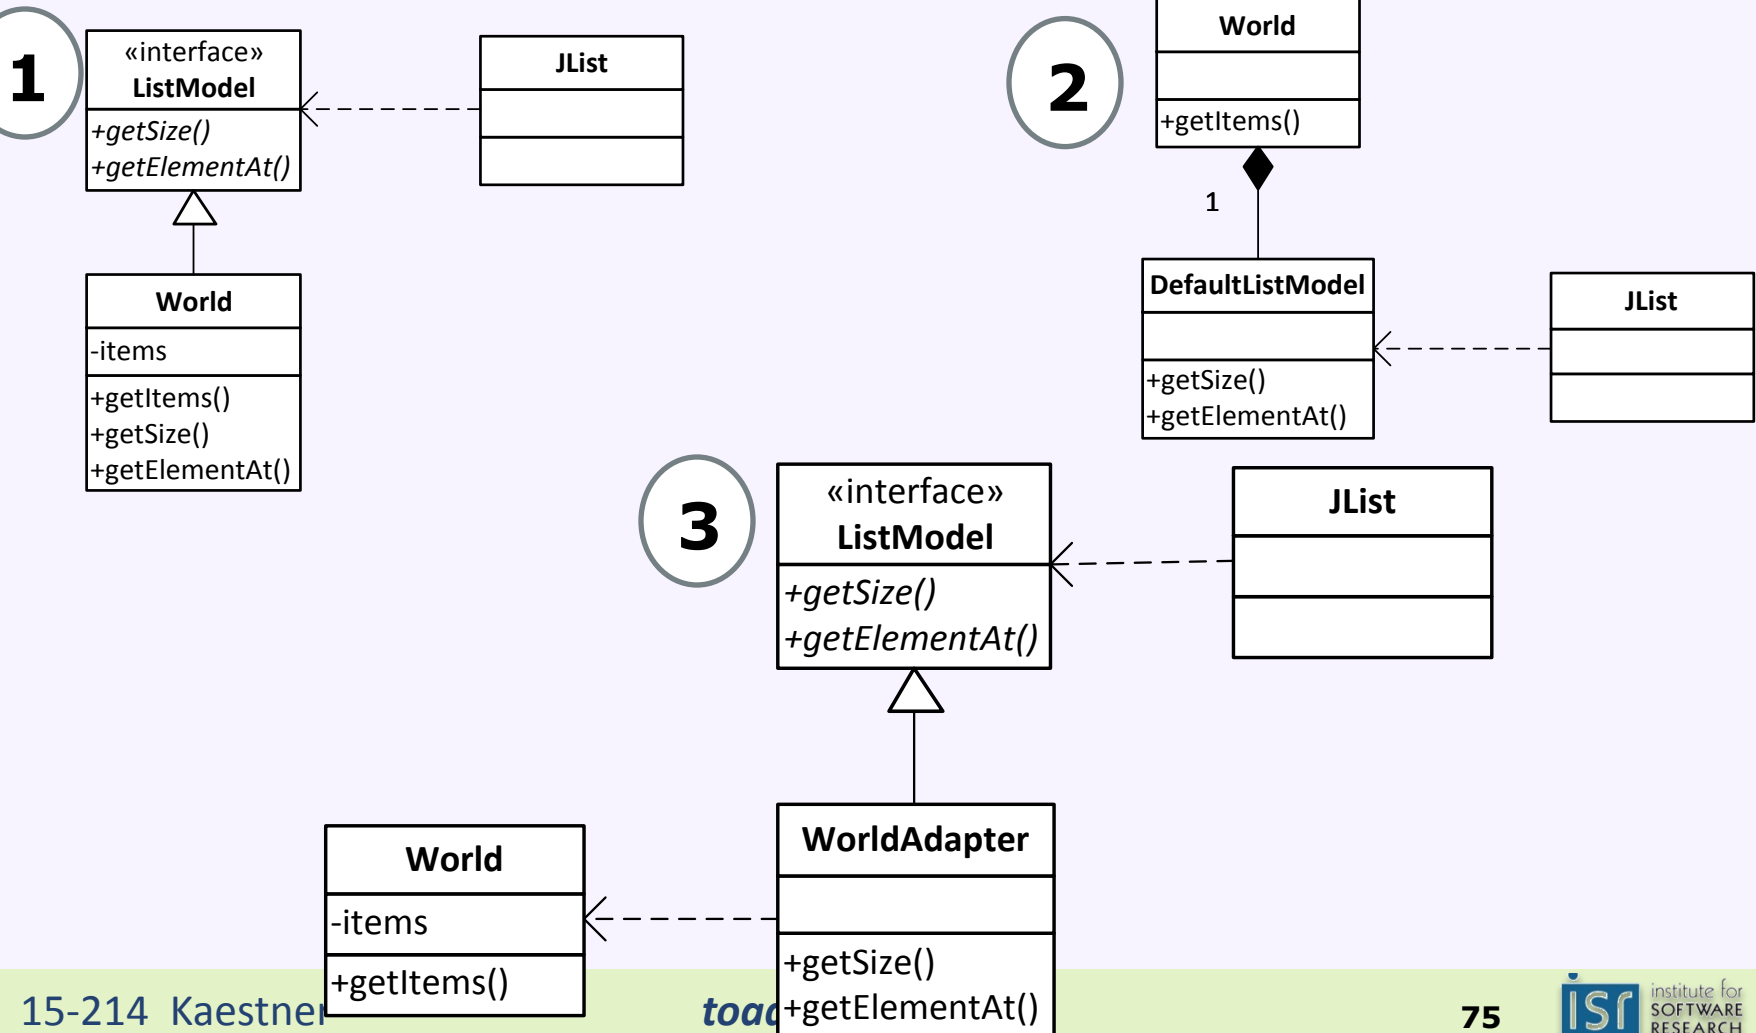 1
«interface»
ListModel
+getSize()
+getElementAt()
JList
World
-items
+getItems()
+getSize()
+getElementAt()
2
World
+getItems()
1
DefaultListModel
+getSize()
+getElementAt()
JList
3
«interface»
ListModel
+getSize()
+getElementAt()
JList
World
-items
+getItems()
WorldAdapter
+getSize()
+getElementAt()
15-214 Kaestner
75
isr institute for
SOFTWARE
RESEARCH